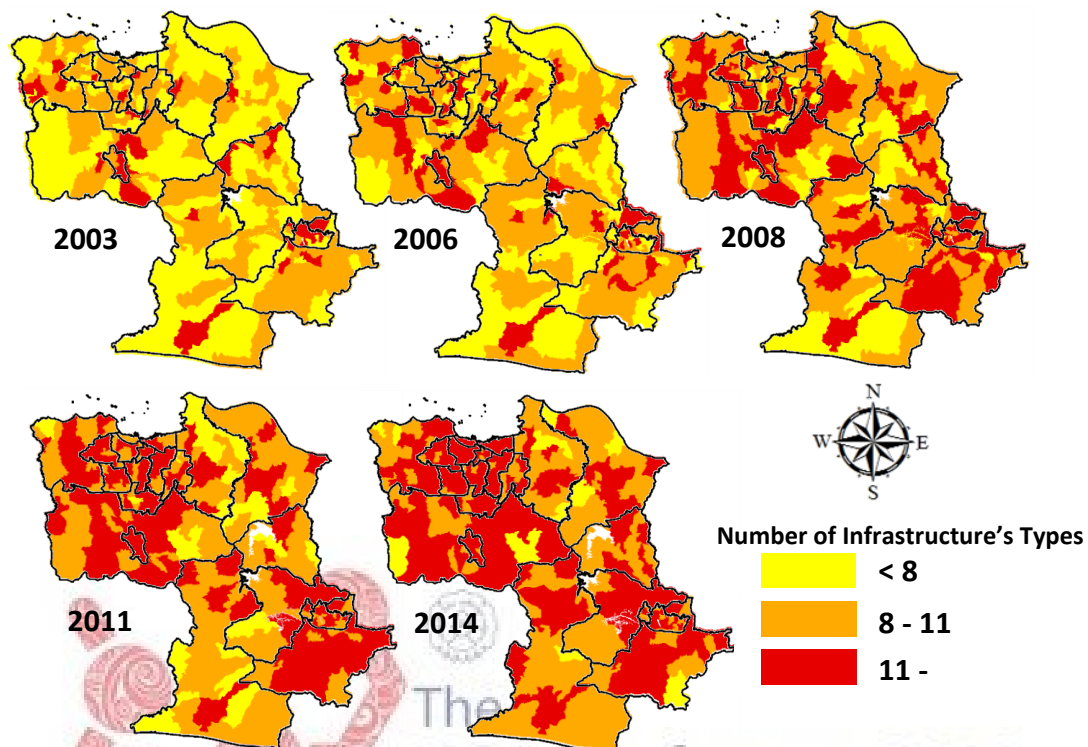 2003
2006
2008
2011
2014
The
N
W
E
S
Number of Infrastructure's Types
< 8
8 - 11
11 -